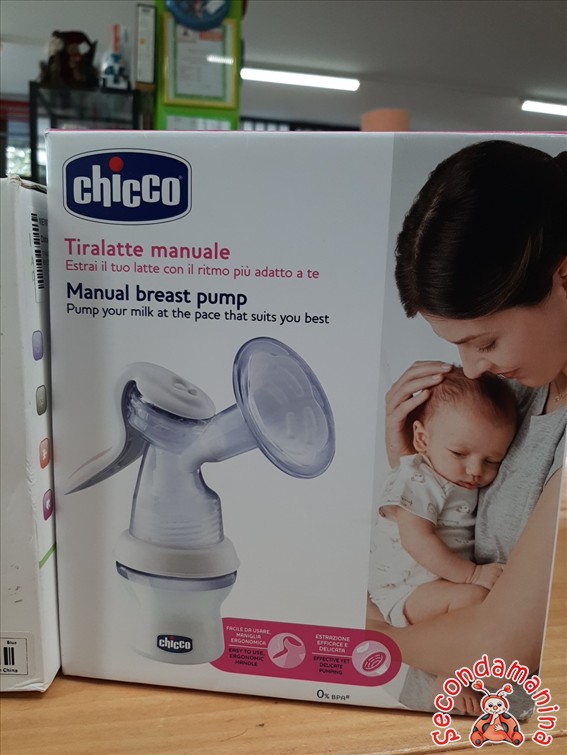 chicco
Tiralatte manuale
Estrai il tuo latte con il ritmo più adatto a te
Manual breast pump
Pump your milk at the pace that suits you best
chicco
FACILE DA USARE,
MANIGLIA
ERGONOMICA
EASY TO USE,
ERGONOMIC
HANDLE
ESTRAZIONE
EFFICACE E
DELICATA
EFFECTIVE YET
DELICATE
PUMPING
0% BPA#
Secondamanina